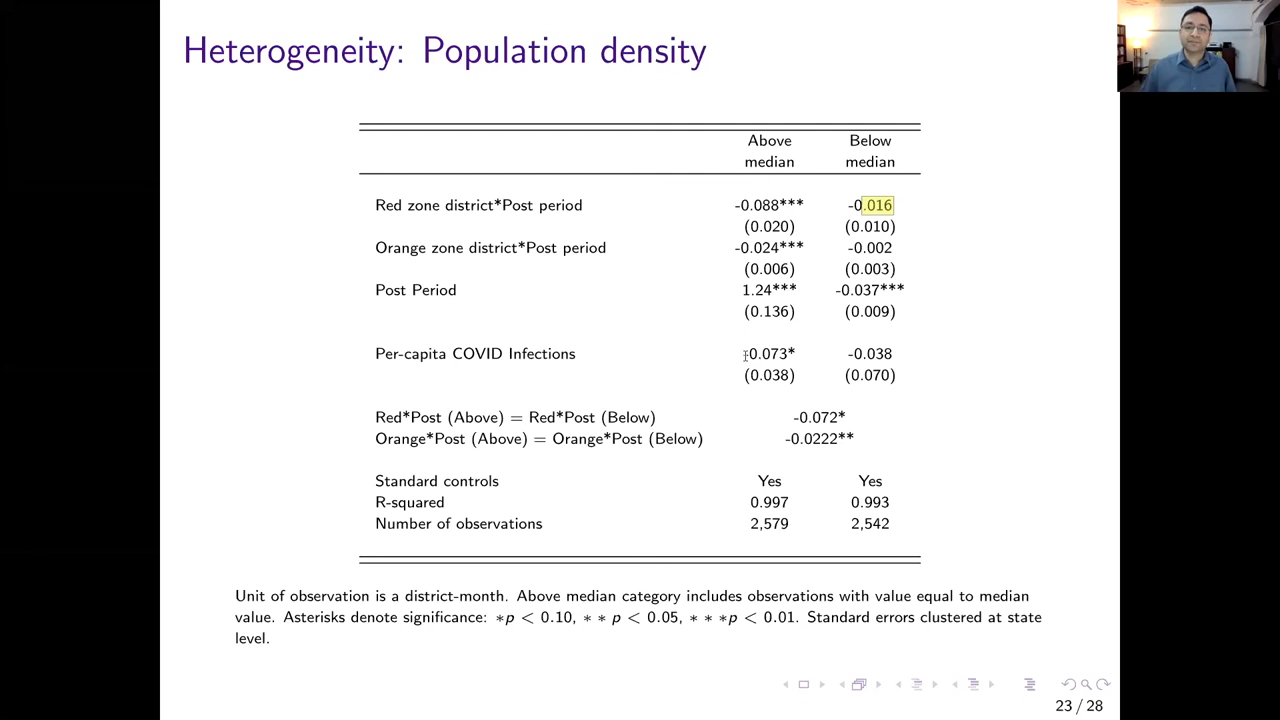 Heterogeneity: Population density
Above Below
median median
Red zone district*Post period -0.088*** -0.016
(0.020) (0.010)
Orange zone district*Post period -0.024*** -0.002
(0.006) (0.003)
Post Period 1.24*** -0.037***
(0.136) (0.009)
Per-capita COVID Infections -0.073* -0.038
(0.038) (0.070)
Red*Post (Above) = Red*Post (Below) -0.072*
Orange*Post (Above) = Orange*Post (Below) -0.0222**
Standard controls Yes Yes
R-squared 0.997 0.993
Number of observations 2,579 2,542
Unit of observation is a district-month. Above median category includes observations with value equal to median
value. Asterisks denote significance: ∗p < 0.10, ∗ ∗ p < 0.05, ∗ ∗ ∗p < 0.01. Standard errors clustered at state
level.
23 / 28